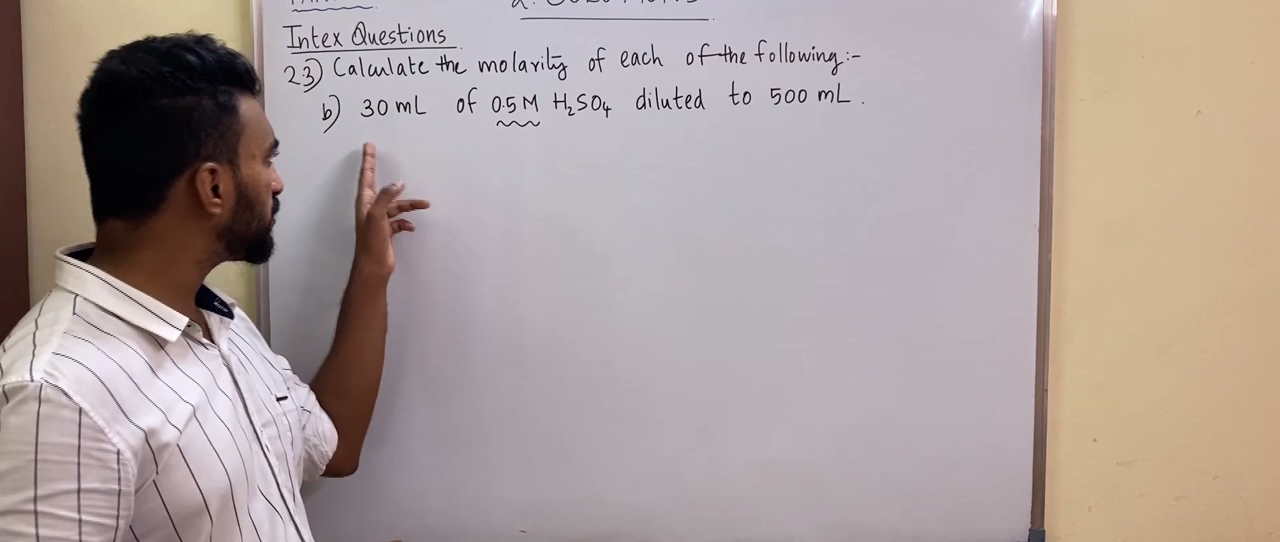 Intex Questions
2.3) Calculate the molarity of each of the following:-
b) 30 mL of 0.5 M H₂SO₄ diluted to 500 mL.